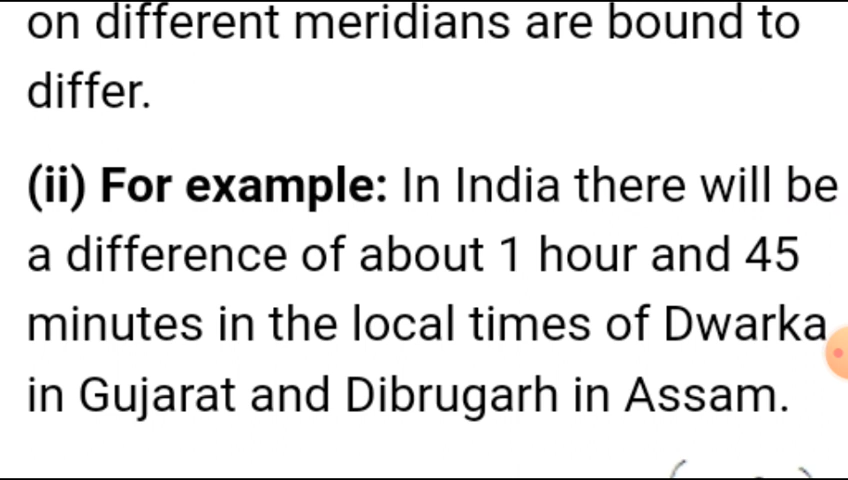 on different meridians are bound to
differ.
(ii) For example: In India there will be
a difference of about 1 hour and 45
minutes in the local times of Dwarka
in Gujarat and Dibrugarh in Assam.